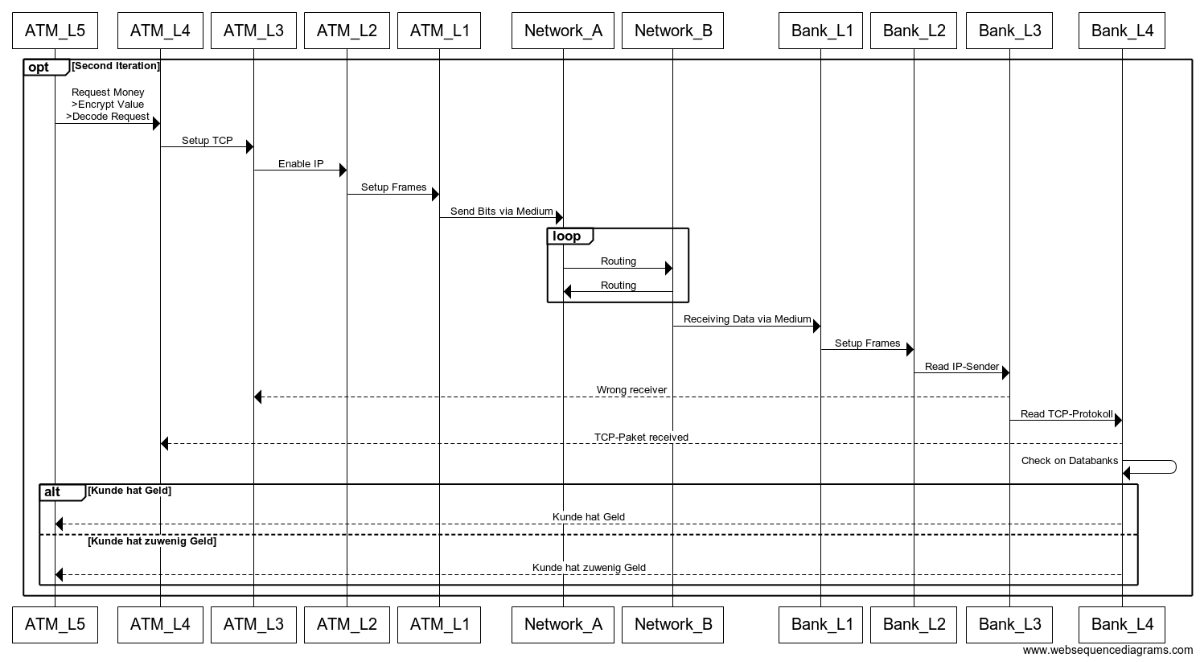 ATM_L5 ATM_L4 ATM_L3 ATM_L2 ATM_L1 Network_A Network_B Bank_L1 Bank_L2 Bank_L3 Bank_L4
opt [Second Iteration]
Request Money
>Encrypt Value
>Decode Request
Setup TCP
Enable IP
Setup Frames
Send Bits via Medium
loop
Routing
Routing
Receiving Data via Medium
Setup Frames
Read IP-Sender
Wrong receiver
Read TCP-Protokoll
TCP-Paket received
Check on Databanks
alt [Kunde hat Geld]
Kunde hat Geld
[Kunde hat zuwenig Geld]
Kunde hat zuwenig Geld
ATM_L5 ATM_L4 ATM_L3 ATM_L2 ATM_L1 Network_A Network_B Bank_L1 Bank_L2 Bank_L3 Bank_L4
www.websequencediagrams.com